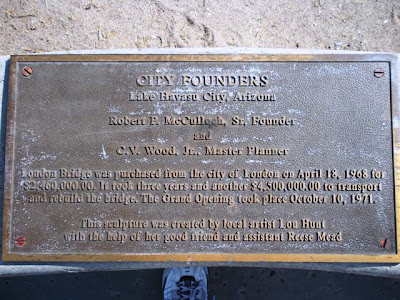 CITY FOUNDERS
Lake Havasu City, Arizona
Robert P. McCulloch, Sr, Founder
and
C.V. Wood, Jr., Master Planner
London Bridge was purchased from the city of London on April 18, 1968 for
$2,460,000.00. It took three years and another $4,500,000.00 to transport
and rebuild the bridge. The Grand Opening took place October 10, 1971.
This sculpture was created by local artist Lou Hunt
with the help of her good friend and assistant Reese Mead